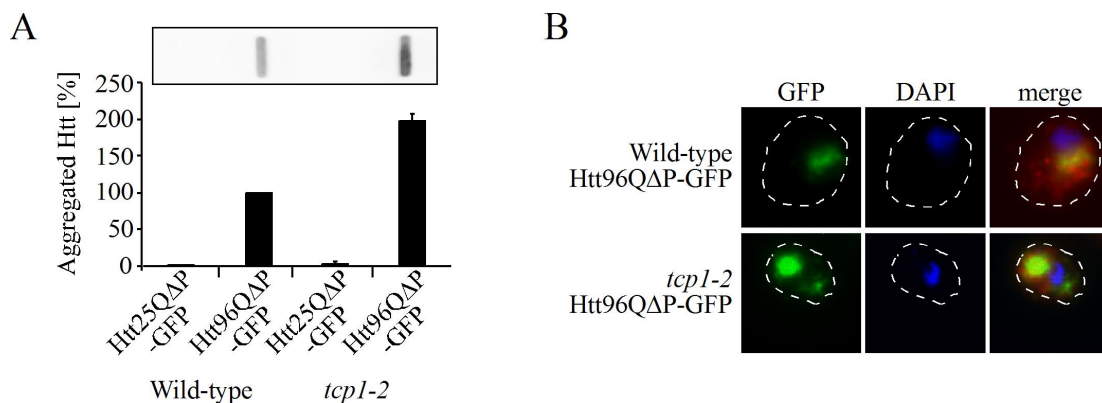 A
Aggregated Htt [%]
250
200
150
100
50
0
Htt25QΔP
-GFP
Htt96QΔP
-GFP
Htt25QΔP
-GFP
Htt96QΔP
-GFP
Wild-type
tcp1-2
B
GFP DAPI merge
Wild-type
Htt96QΔP-GFP
tcp1-2
Htt96QΔP-GFP